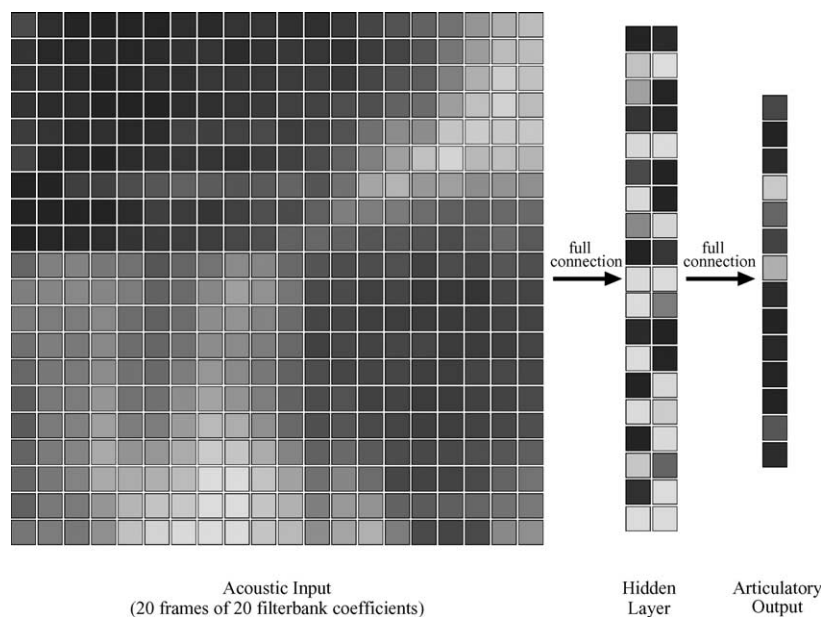 full
connection
full
connection
Acoustic Input
(20 frames of 20 filterbank coefficients)
Hidden
Layer
Articulatory
Output